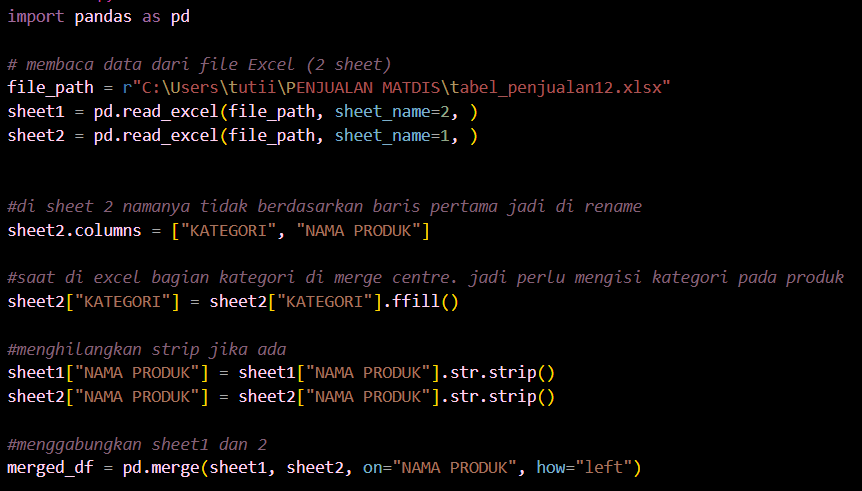 import pandas as pd
# membaca data dari file Excel (2 sheet)
file_path = r"C:\Users\tutii\PENJUALAN MATDIS\tabel_penjualan12.xlsx"
sheet1 = pd.read_excel(file_path, sheet_name=2, )
sheet2 = pd.read_excel(file_path, sheet_name=1, )
#di sheet 2 namanya tidak berdasarkan baris pertama jadi di rename
sheet2.columns = ["KATEGORI", "NAMA PRODUK"]
#saat di excel bagian kategori di merge centre. jadi perlu mengisi kategori pada produk
sheet2["KATEGORI"] = sheet2["KATEGORI"].ffill()
#menghilangkan strip jika ada
sheet1["NAMA PRODUK"] = sheet1["NAMA PRODUK"].str.strip()
sheet2["NAMA PRODUK"] = sheet2["NAMA PRODUK"].str.strip()
#menggabungkan sheet1 dan 2
merged_df = pd.merge(sheet1, sheet2, on="NAMA PRODUK", how="left")